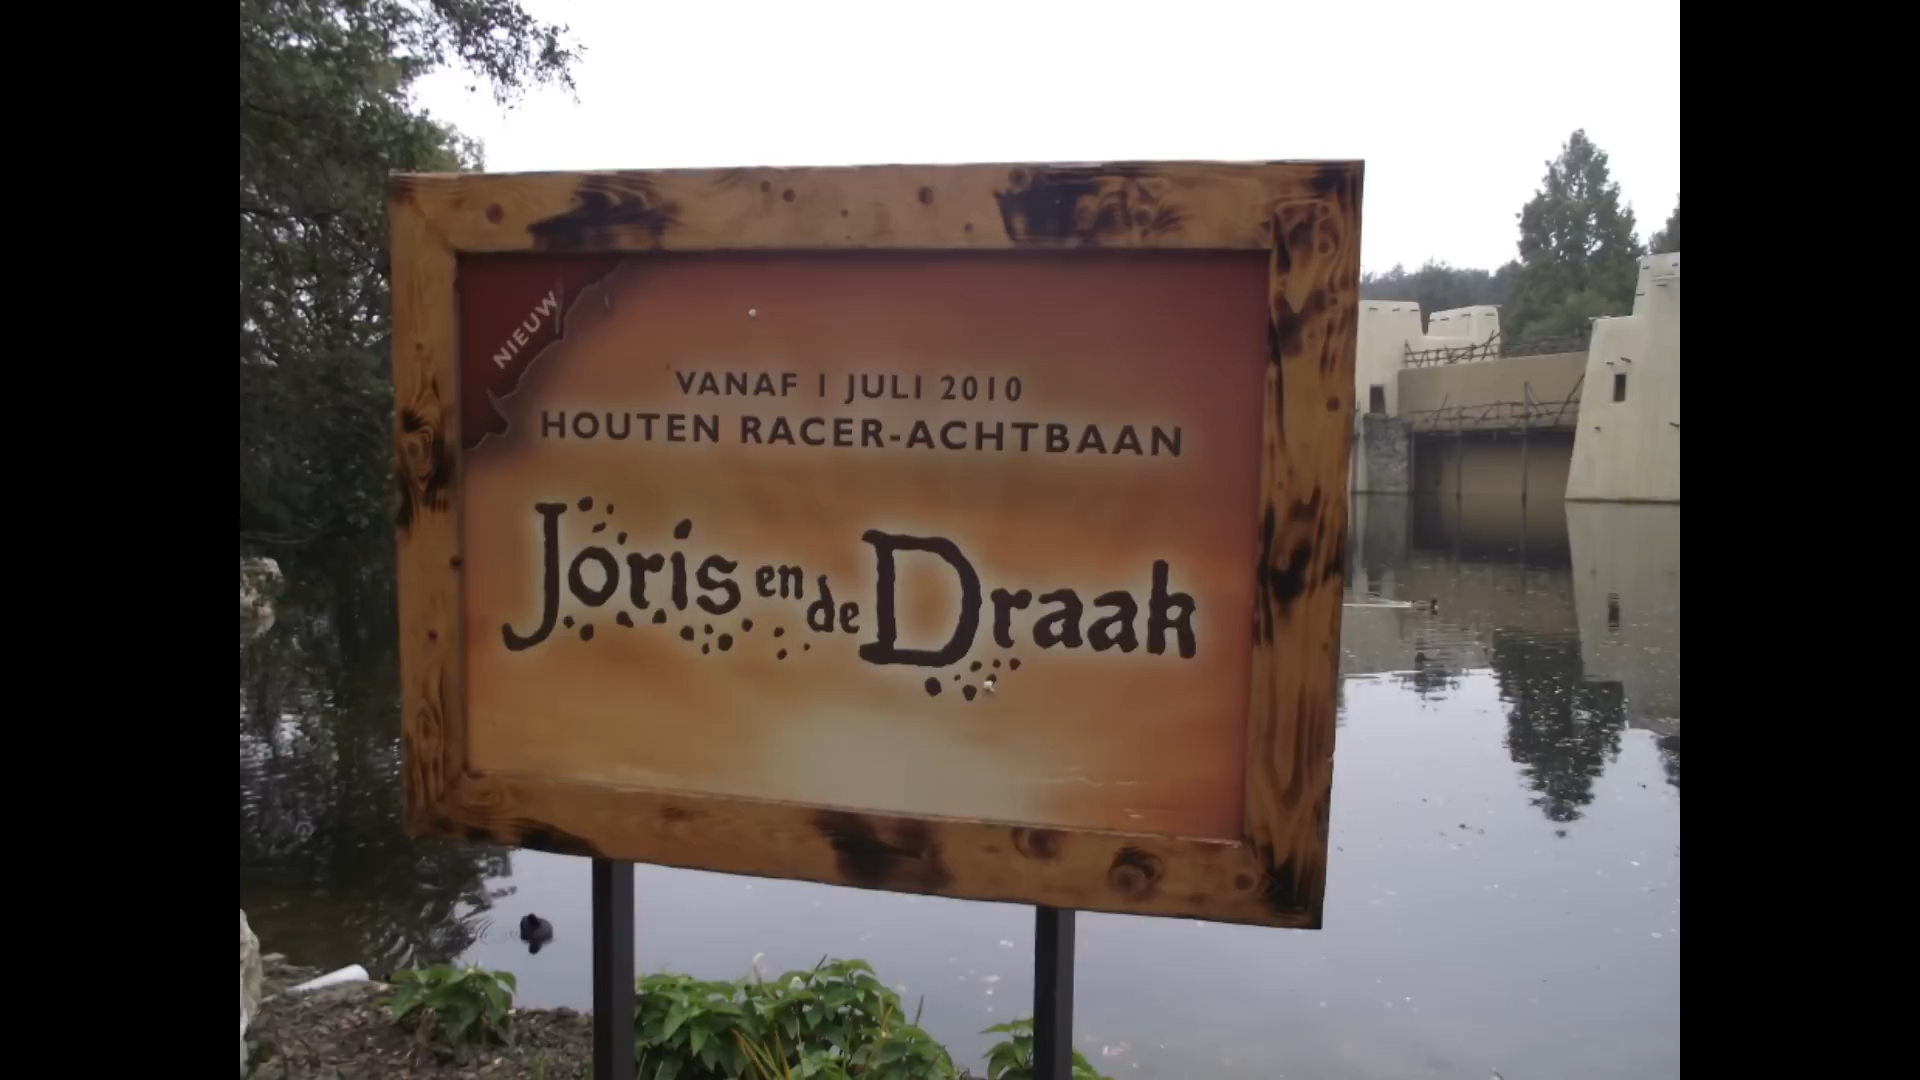 NIEUW
VANAF 1 JULI 2010
HOUTEN RACER-ACHTBAAN
Joris en de Draak